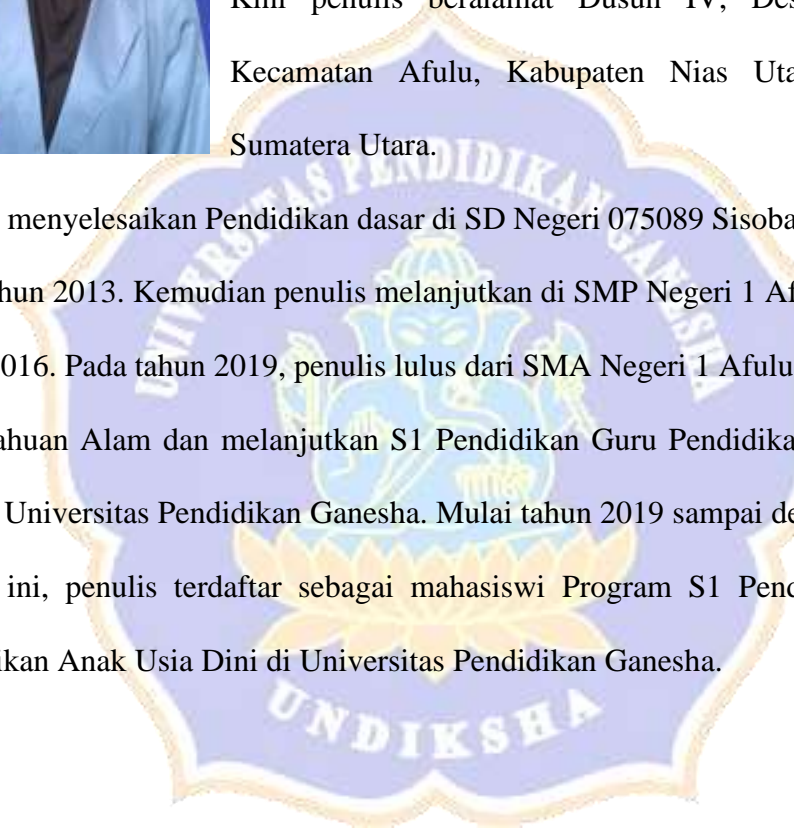 Kini penulis beralamat Dusun IV, Des
Kecamatan Afulu, Kabupaten Nias Uta
Sumatera Utara.
menyelesaikan Pendidikan dasar di SD Negeri 075089 Sisoba
hun 2013. Kemudian penulis melanjutkan di SMP Negeri 1 Af
016. Pada tahun 2019, penulis lulus dari SMA Negeri 1 Afulu
ahuan Alam dan melanjutkan S1 Pendidikan Guru Pendidika
Universitas Pendidikan Ganesha. Mulai tahun 2019 sampai de
ini, penulis terdaftar sebagai mahasiswi Program S1 Pend
ikan Anak Usia Dini di Universitas Pendidikan Ganesha.
UNIVERSITAS PENDIDIKAN GANESHA
UNDIKSHA